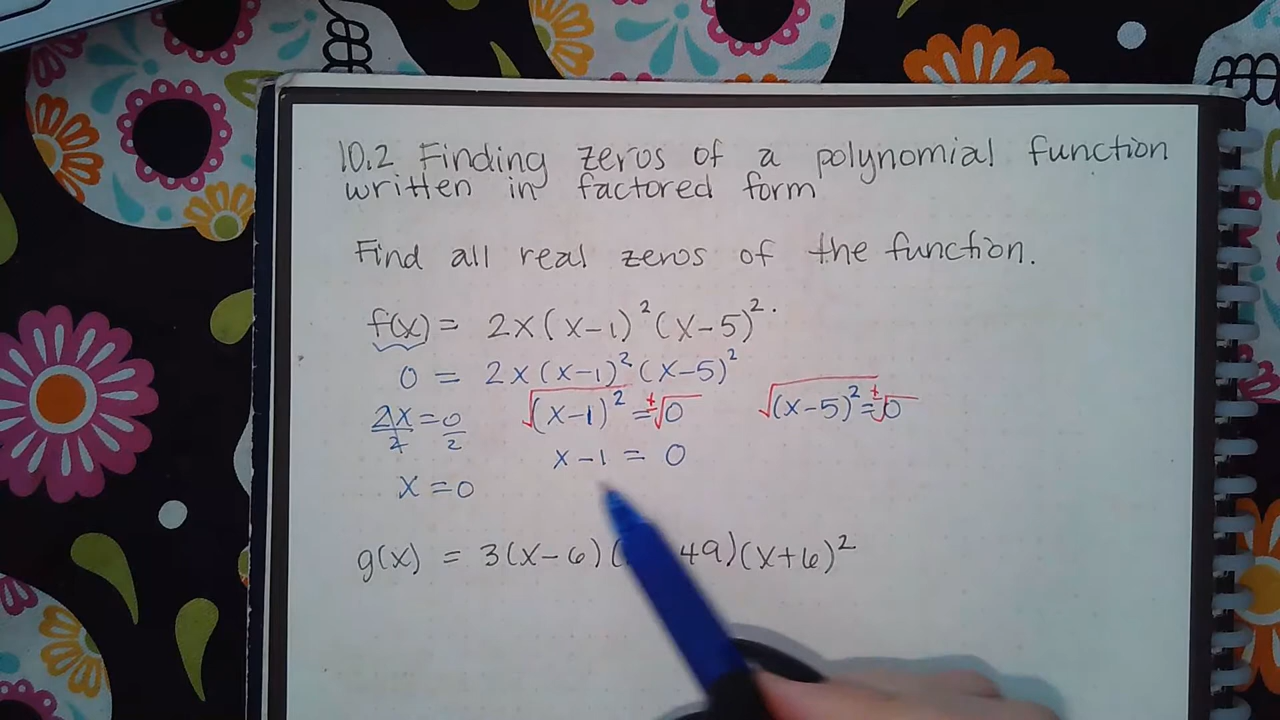 10.2 Finding zeros of a polynomial function
written in factored form
Find all real zeros of the function.
f(x) = 2x(x-1)²(x-5)².
0 = 2x(x-1)²(x-5)²
2x/2 = 0/2 √(x-1)² = ±√0 √(x-5)² = ±√0
x-1 = 0
x = 0
g(x) = 3(x-6)( 49)(x+6)²